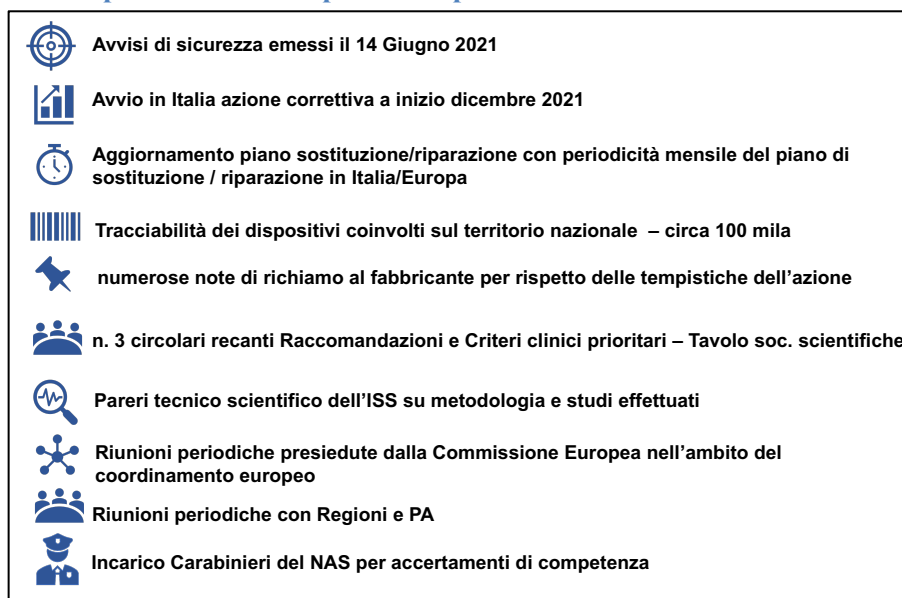 Avvisi di sicurezza emessi il 14 Giugno 2021
Avvio in Italia azione correttiva a inizio dicembre 2021
Aggiornamento piano sostituzione/riparazione con periodicità mensile del piano di
sostituzione / riparazione in Italia/Europa
Tracciabilità dei dispositivi coinvolti sul territorio nazionale – circa 100 mila
numerose note di richiamo al fabbricante per rispetto delle tempistiche dell'azione
n. 3 circolari recanti Raccomandazioni e Criteri clinici prioritari – Tavolo soc. scientifiche
Pareri tecnico scientifico dell'ISS su metodologia e studi effettuati
Riunioni periodiche presiedute dalla Commissione Europea nell'ambito del
coordinamento europeo
Riunioni periodiche con Regioni e PA
Incarico Carabinieri del NAS per accertamenti di competenza